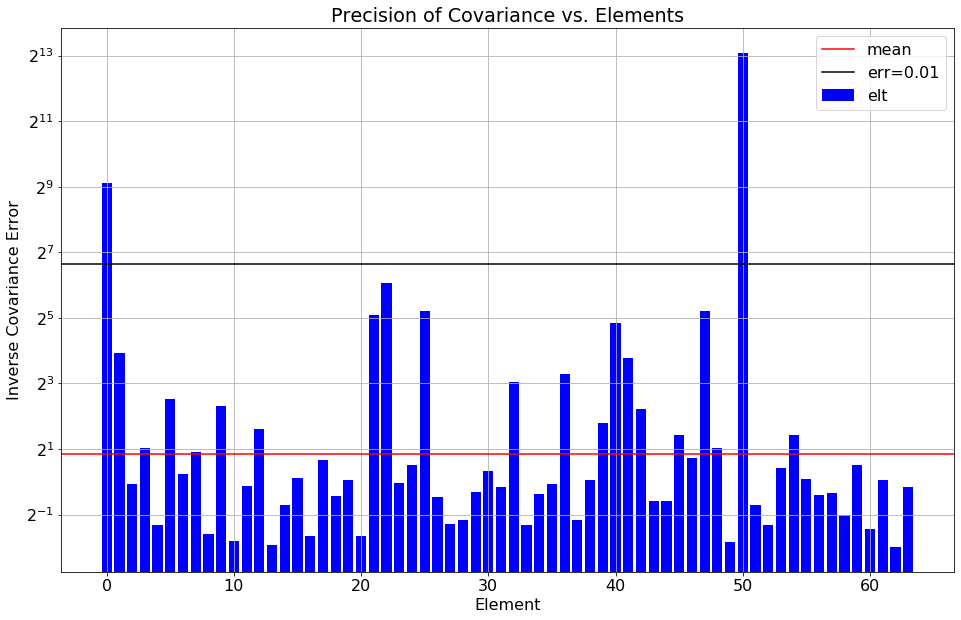 Precision of Covariance vs. Elements
mean
err=0.01
elt
Inverse Covariance Error
2^13
2^11
2^9
2^7
2^5
2^3
2^1
2^−1
0 10 20 30 40 50 60
Element